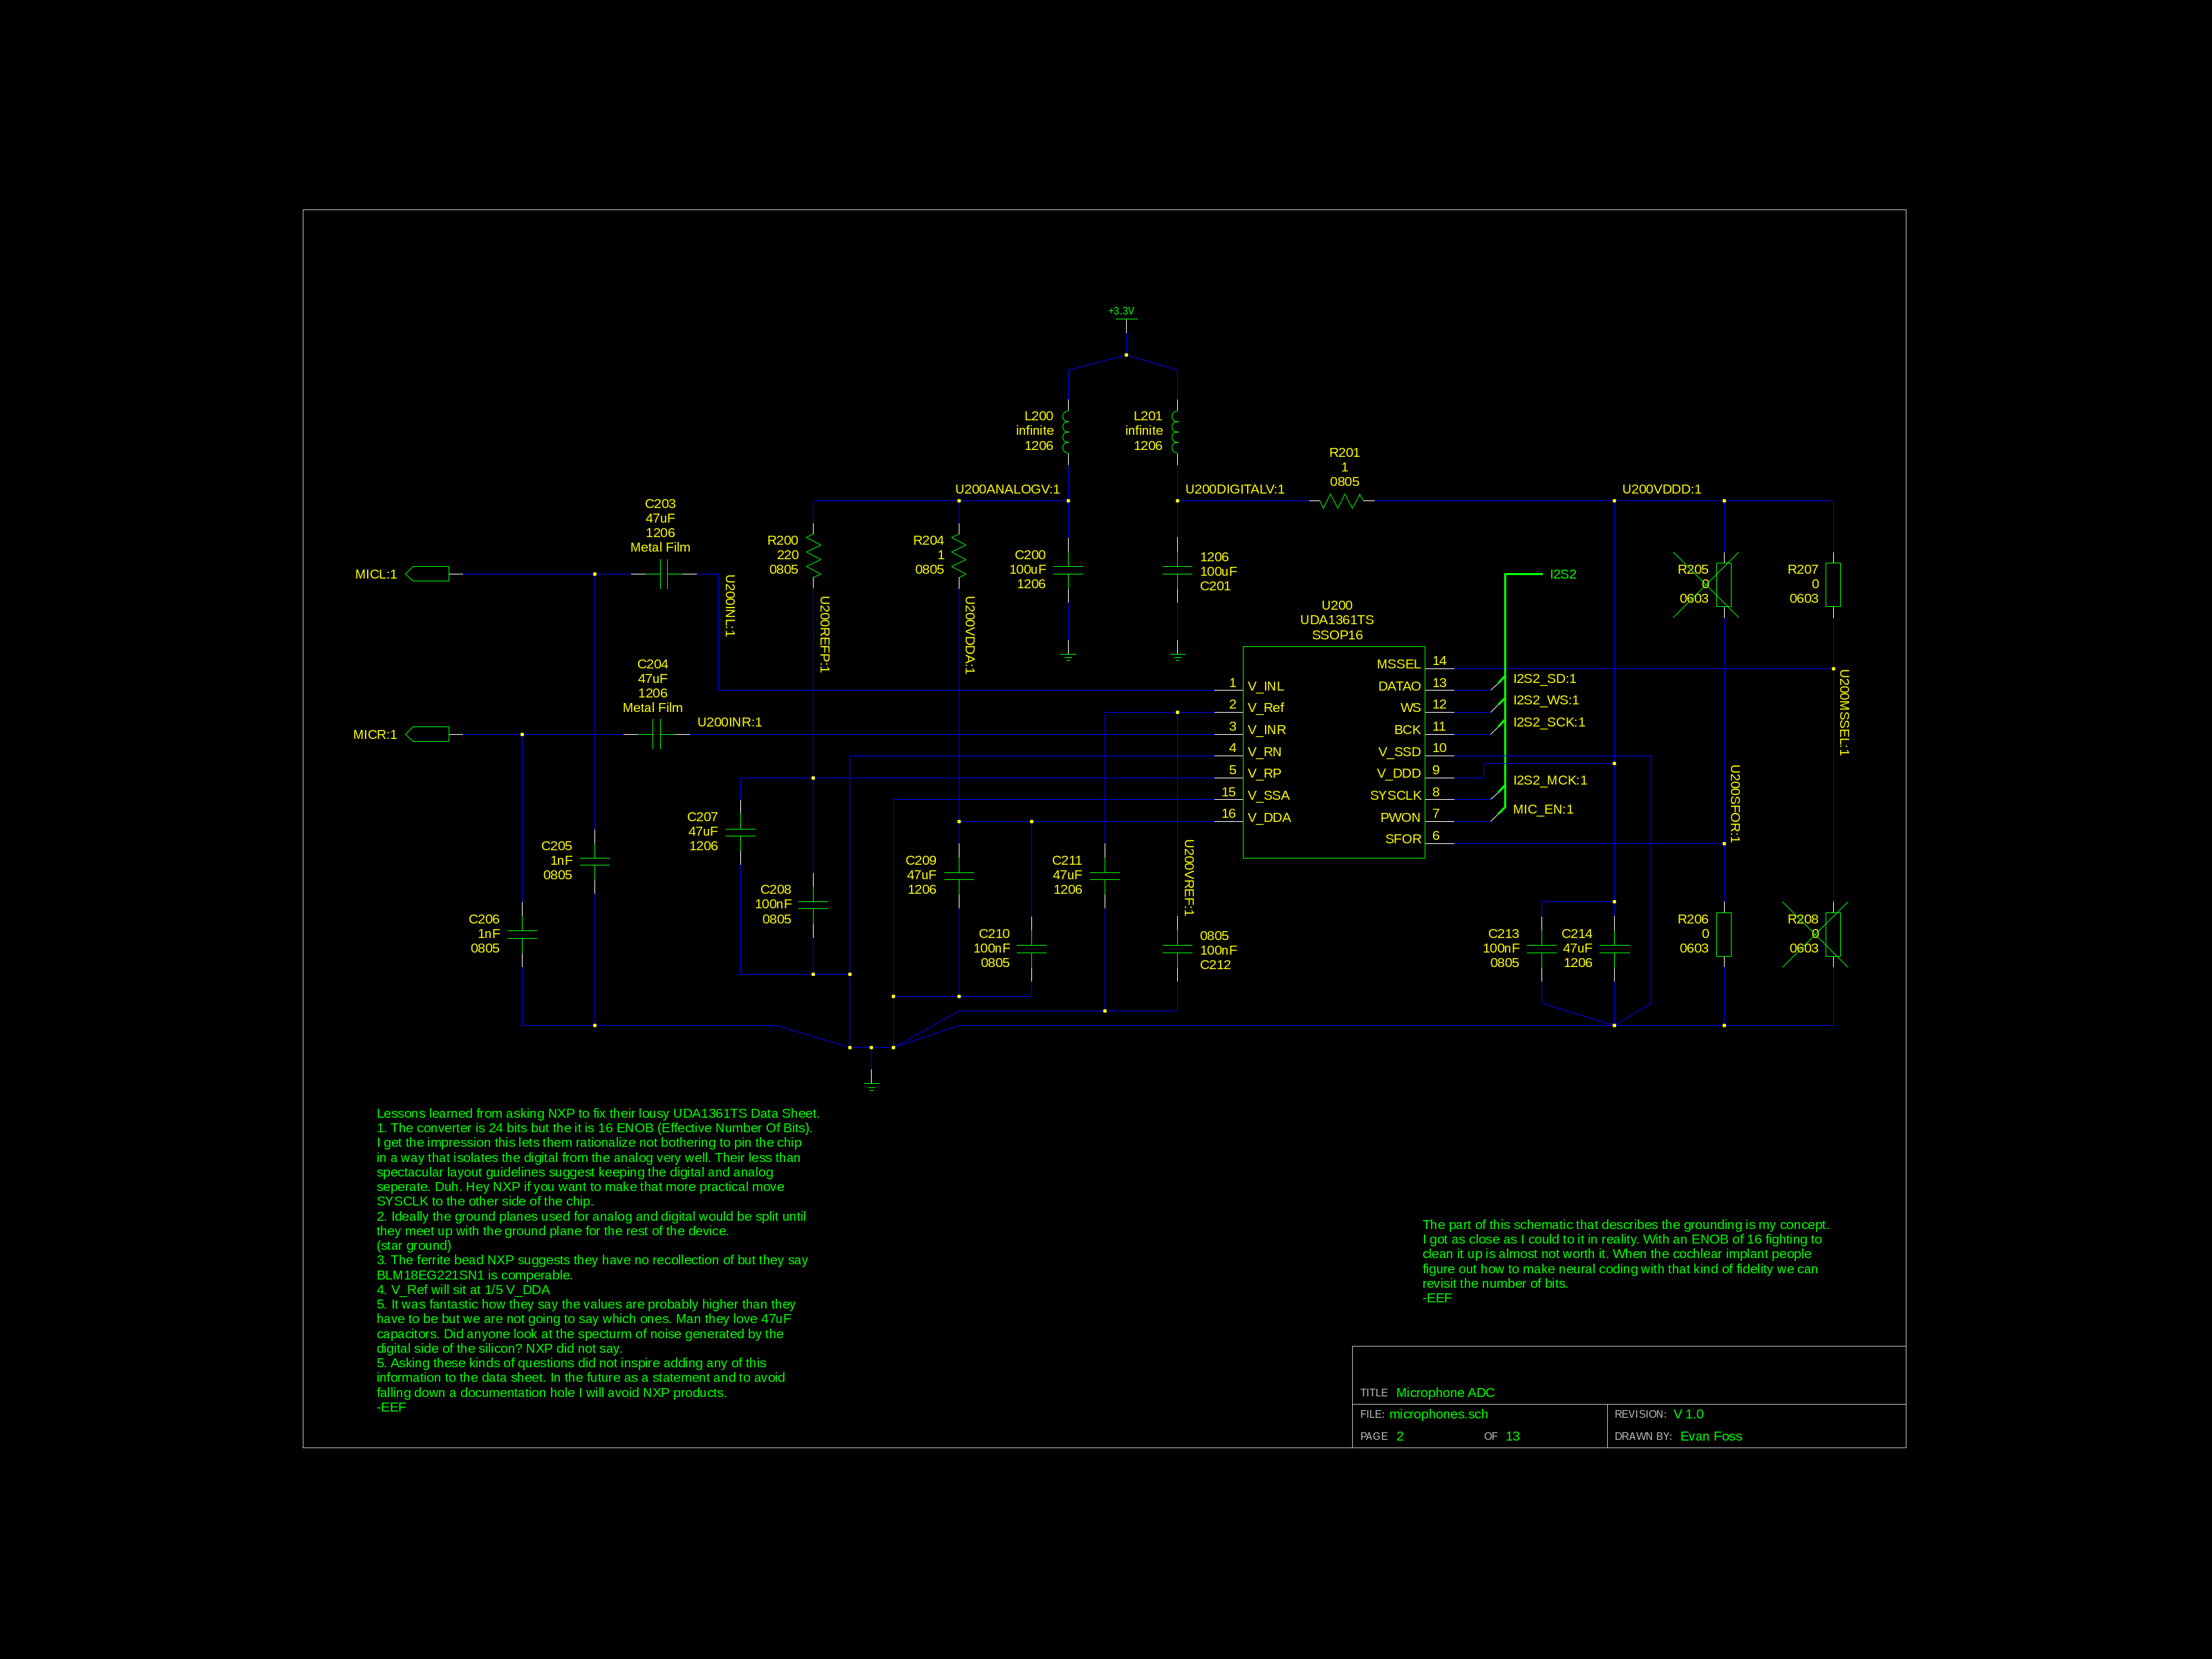 +3.3V
L200
infinite
1206
L201
infinite
1206
R201
1
0805
U200ANALOGV:1
U200DIGITALV:1
U200VDDD:1
C203
47uF
1206
Metal Film
R200
220
0805
R204
1
0805
C200
100uF
1206
1206
100uF
C201
R205
0
0603
R207
0
0603
MICL:1
I2S2
U200INL:1
U200REFP:1
U200VDDA:1
U200
UDA1361TS
SSOP16
C204
47uF
1206
Metal Film
MICR:1
U200INR:1
1 V_INL
2 V_Ref
3 V_INR
4 V_RN
5 V_RP
15 V_SSA
16 V_DDA
MSSEL 14
DATAO 13
WS 12
BCK 11
V_SSD 10
V_DDD 9
SYSCLK 8
PWON 7
SFOR 6
I2S2_SD:1
I2S2_WS:1
I2S2_SCK:1
I2S2_MCK:1
MIC_EN:1
U200MSSEL:1
U200SFOR:1
C207
47uF
1206
C205
1nF
0805
C206
1nF
0805
C208
100nF
0805
C209
47uF
1206
C210
100nF
0805
C211
47uF
1206
U200VREF:1
0805
100nF
C212
C213
100nF
0805
C214
47uF
1206
R206
0
0603
R208
0
0603
Lessons learned from asking NXP to fix their lousy UDA1361TS Data Sheet.
1. The converter is 24 bits but the it is 16 ENOB (Effective Number Of Bits).
I get the impression this lets them rationalize not bothering to pin the chip
in a way that isolates the digital from the analog very well. Their less than
spectacular layout guidelines suggest keeping the digital and analog
seperate. Duh. Hey NXP if you want to make that more practical move
SYSCLK to the other side of the chip.
2. Ideally the ground planes used for analog and digital would be split until
they meet up with the ground plane for the rest of the device.
(star ground)
3. The ferrite bead NXP suggests they have no recollection of but they say
BLM18EG221SN1 is comperable.
4. V_Ref will sit at 1/5 V_DDA
5. It was fantastic how they say the values are probably higher than they
have to be but we are not going to say which ones. Man they love 47uF
capacitors. Did anyone look at the specturm of noise generated by the
digital side of the silicon? NXP did not say.
5. Asking these kinds of questions did not inspire adding any of this
information to the data sheet. In the future as a statement and to avoid
falling down a documentation hole I will avoid NXP products.
-EEF
The part of this schematic that describes the grounding is my concept.
I got as close as I could to it in reality. With an ENOB of 16 fighting to
clean it up is almost not worth it. When the cochlear implant people
figure out how to make neural coding with that kind of fidelity we can
revisit the number of bits.
-EEF
TITLE Microphone ADC
FILE: microphones.sch
REVISION: V 1.0
PAGE 2 OF 13
DRAWN BY: Evan Foss